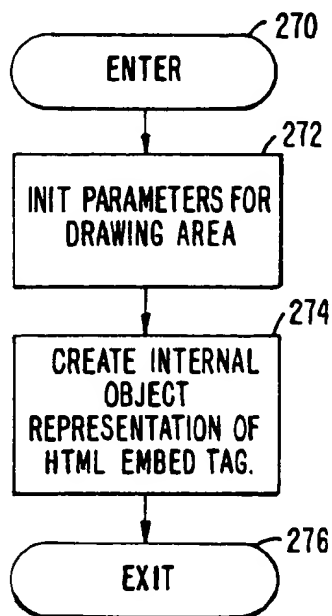 270
ENTER
272
INIT PARAMETERS FOR
DRAWING AREA
274
CREATE INTERNAL
OBJECT
REPRESENTATION OF
HTML EMBED TAG.
276
EXIT